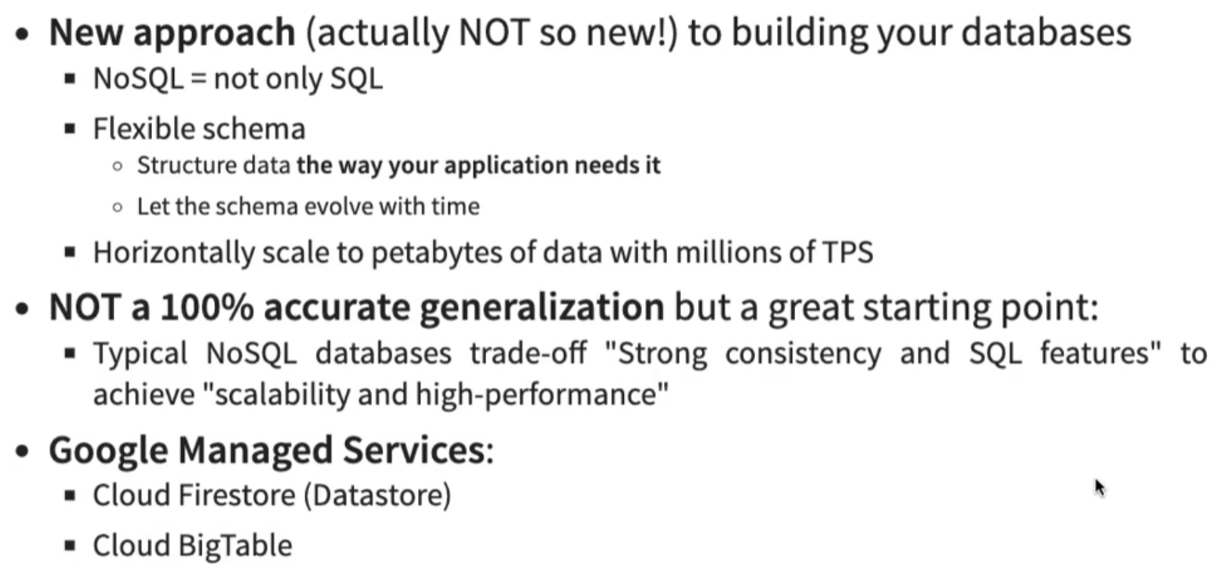 • New approach (actually NOT so new!) to building your databases
▪ NoSQL = not only SQL
▪ Flexible schema
○ Structure data the way your application needs it
○ Let the schema evolve with time
▪ Horizontally scale to petabytes of data with millions of TPS
• NOT a 100% accurate generalization but a great starting point:
▪ Typical NoSQL databases trade-off "Strong consistency and SQL features" to
achieve "scalability and high-performance"
• Google Managed Services:
▪ Cloud Firestore (Datastore)
▪ Cloud BigTable